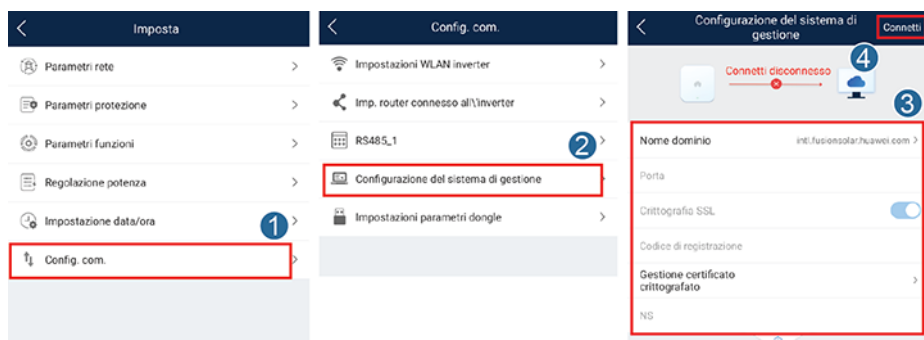 Imposta
Parametri rete
Parametri protezione
Parametri funzioni
Regolazione potenza
Impostazione data/ora
1
Config. com.
Config. com.
Impostazioni WLAN inverter
Imp. router connesso all\'inverter
RS485_1
2
Configurazione del sistema di gestione
Impostazioni parametri dongle
Configurazione del sistema di
gestione
Connetti
Connetti disconnesso
4
3
Nome dominio
intl.fusionsolar.huawei.com
Porta
Crittografia SSL
Codice di registrazione
Gestione certificato
crittografato
NS